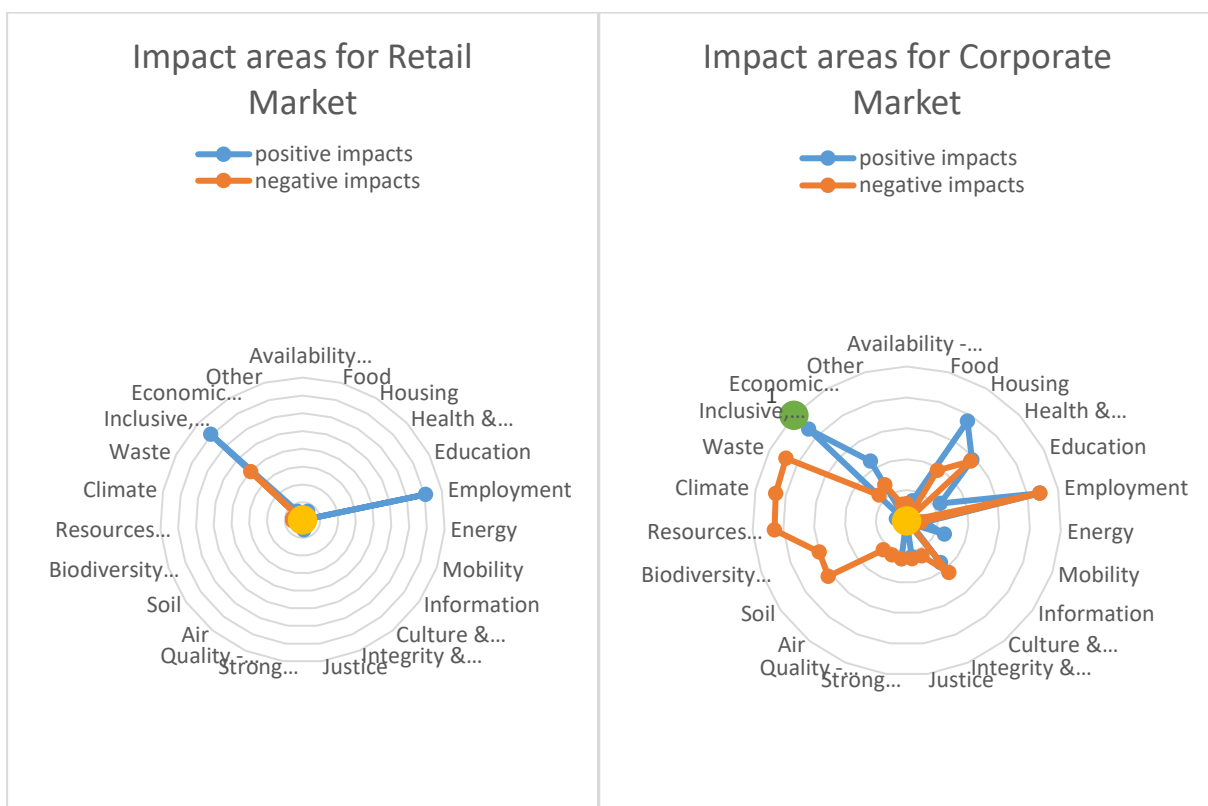 Impact areas for Retail
Market
positive impacts
negative impacts
Availability...
Food
Housing
Health &...
Education
Employment
Energy
Mobility
Information
Culture &...
Integrity &...
Justice
Strong...
Quality -...
Air
Soil
Biodiversity...
Resources...
Climate
Waste
Inclusive,...
Economic...
Other
Impact areas for Corporate
Market
positive impacts
negative impacts
Availability -...
Food
Housing
Health &...
Education
Employment
Energy
Mobility
Information
Culture &...
Integrity &...
Justice
Strong...
Quality -...
Air
Soil
Biodiversity...
Resources...
Climate
Waste
Inclusive,...
1
Economic...
Other